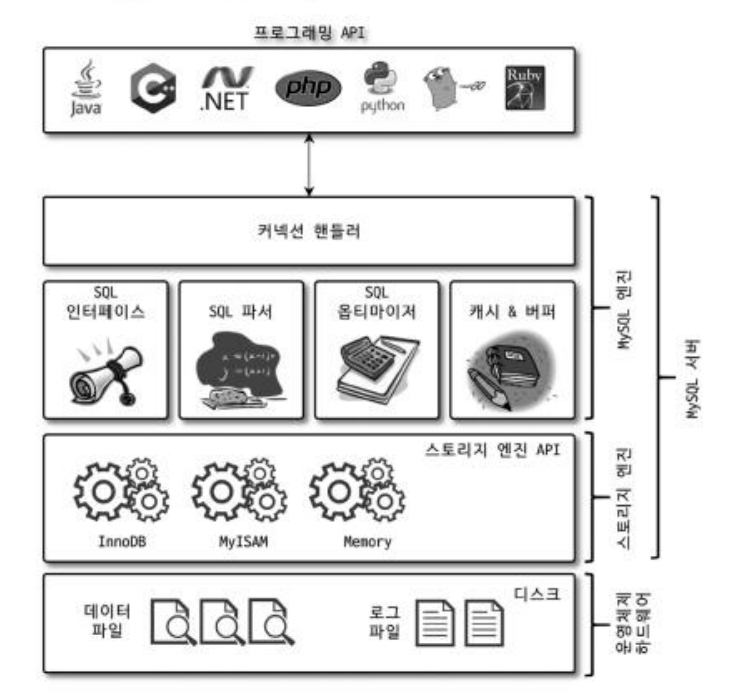 프로그래밍 API
Java
C++
.NET
php
python
GO
Ruby
커넥션 핸들러
SQL
인터페이스
SQL 파서
SQL
옵티마이저
캐시 & 버퍼
MySQL 엔진
MySQL 서버
스토리지 엔진 API
InnoDB
MyISAM
Memory
스토리지 엔진
디스크
데이터
파일
로그
파일
운영체제
하드웨어